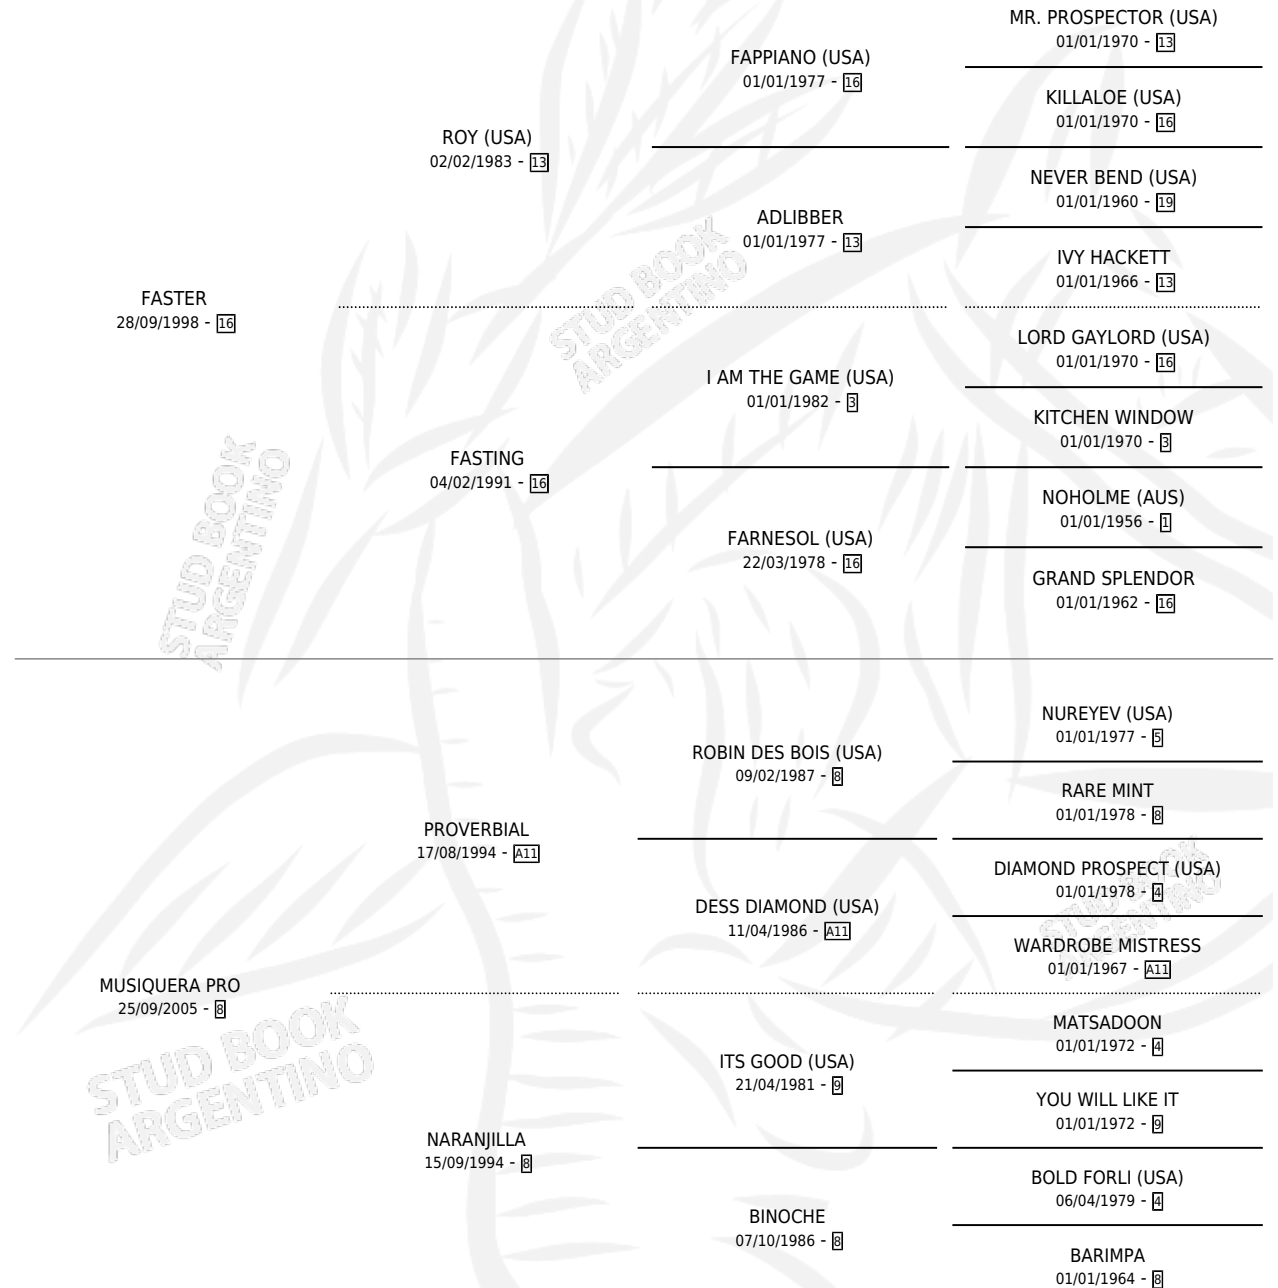 MR. PROSPECTOR (USA)
01/01/1970 - 13
FAPPIANO (USA)
01/01/1977 - 16
KILLALOE (USA)
01/01/1970 - 16
ROY (USA)
02/02/1983 - 13
NEVER BEND (USA)
01/01/1960 - 19
ADLIBBER
01/01/1977 - 13
IVY HACKETT
01/01/1966 - 13
FASTER
28/09/1998 - 16
LORD GAYLORD (USA)
01/01/1970 - 16
I AM THE GAME (USA)
01/01/1982 - 3
KITCHEN WINDOW
01/01/1970 - 3
FASTING
04/02/1991 - 16
NOHOLME (AUS)
01/01/1956 - 1
FARNESOL (USA)
22/03/1978 - 16
GRAND SPLENDOR
01/01/1962 - 16
STUD BOOK
ARGENTINO
STUD BOOK
ARGENTINO
NUREYEV (USA)
01/01/1977 - 5
ROBIN DES BOIS (USA)
09/02/1987 - 8
RARE MINT
01/01/1978 - 8
PROVERBIAL
17/08/1994 - A11
DIAMOND PROSPECT (USA)
01/01/1978 - 4
DESS DIAMOND (USA)
11/04/1986 - A11
WARDROBE MISTRESS
01/01/1967 - A11
MUSIQUERA PRO
25/09/2005 - 8
MATSADOON
01/01/1972 - 4
ITS GOOD (USA)
21/04/1981 - 9
YOU WILL LIKE IT
01/01/1972 - 9
NARANJILLA
15/09/1994 - 8
BOLD FORLI (USA)
06/04/1979 - 4
BINOCHE
07/10/1986 - 8
BARIMPA
01/01/1964 - 8
STUD BOOK
ARGENTINO
STUD BOOK
ARGENTINO